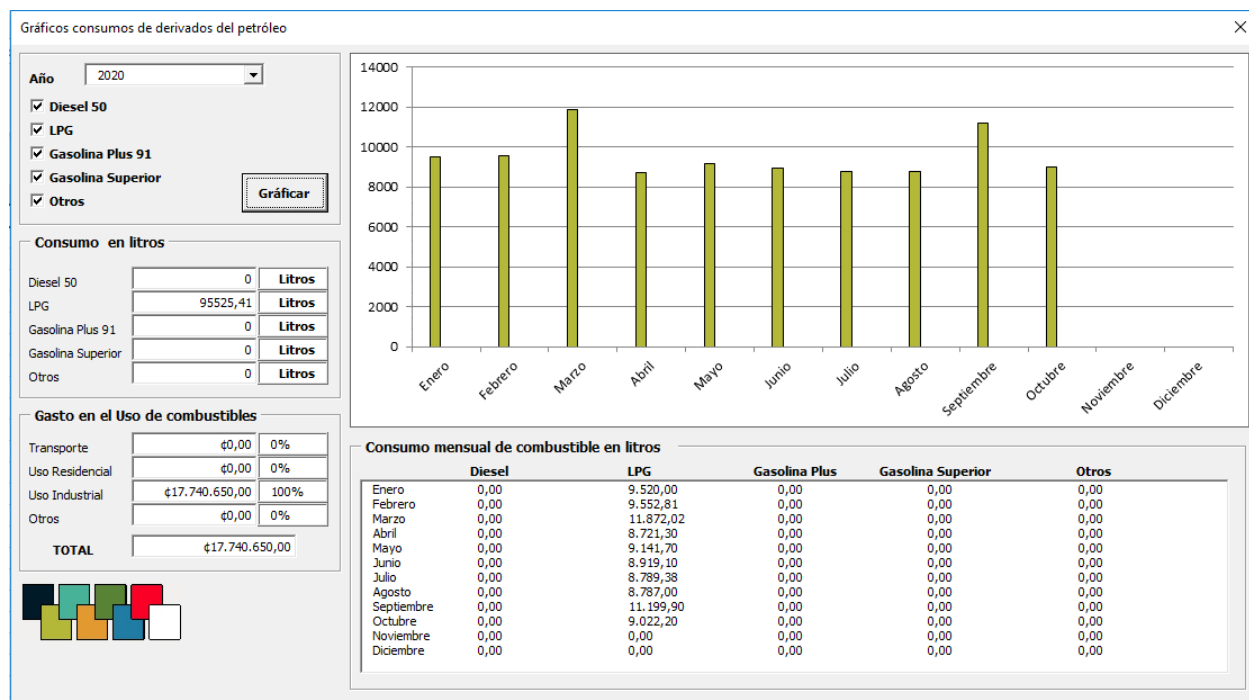 Gráficos consumos de derivados del petróleo
Año 2020
Diesel 50
LPG
Gasolina Plus 91
Gasolina Superior
Otros
Gráficar
Consumo en litros
Diesel 50 0 Litros
LPG 95525,41 Litros
Gasolina Plus 91 0 Litros
Gasolina Superior 0 Litros
Otros 0 Litros
Gasto en el Uso de combustibles
Transporte ¢0,00 0%
Uso Residencial ¢0,00 0%
Uso Industrial ¢17.740.650,00 100%
Otros ¢0,00 0%
TOTAL ¢17.740.650,00
14000
12000
10000
8000
6000
4000
2000
0
Enero Febrero Marzo Abril Mayo Junio Julio Agosto Septiembre Octubre Noviembre Diciembre
Consumo mensual de combustible en litros
Diesel LPG Gasolina Plus Gasolina Superior Otros
Enero 0,00 9.520,00 0,00 0,00 0,00
Febrero 0,00 9.552,81 0,00 0,00 0,00
Marzo 0,00 11.872,02 0,00 0,00 0,00
Abril 0,00 8.721,30 0,00 0,00 0,00
Mayo 0,00 9.141,70 0,00 0,00 0,00
Junio 0,00 8.919,10 0,00 0,00 0,00
Julio 0,00 8.789,38 0,00 0,00 0,00
Agosto 0,00 8.787,00 0,00 0,00 0,00
Septiembre 0,00 11.199,90 0,00 0,00 0,00
Octubre 0,00 9.022,20 0,00 0,00 0,00
Noviembre 0,00 0,00 0,00 0,00 0,00
Diciembre 0,00 0,00 0,00 0,00 0,00